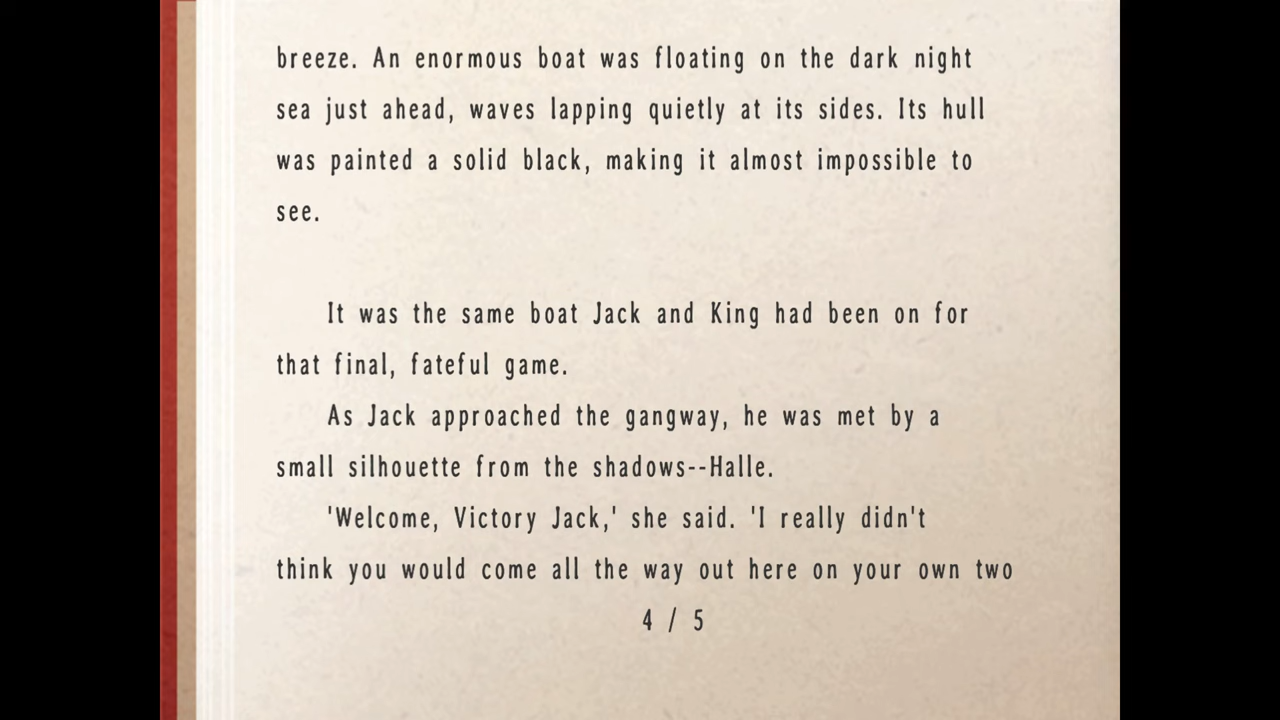 breeze. An enormous boat was floating on the dark night
sea just ahead, waves lapping quietly at its sides. Its hull
was painted a solid black, making it almost impossible to
see.
It was the same boat Jack and King had been on for
that final, fateful game.
As Jack approached the gangway, he was met by a
small silhouette from the shadows--Halle.
'Welcome, Victory Jack,' she said. 'I really didn't
think you would come all the way out here on your own two
4 / 5